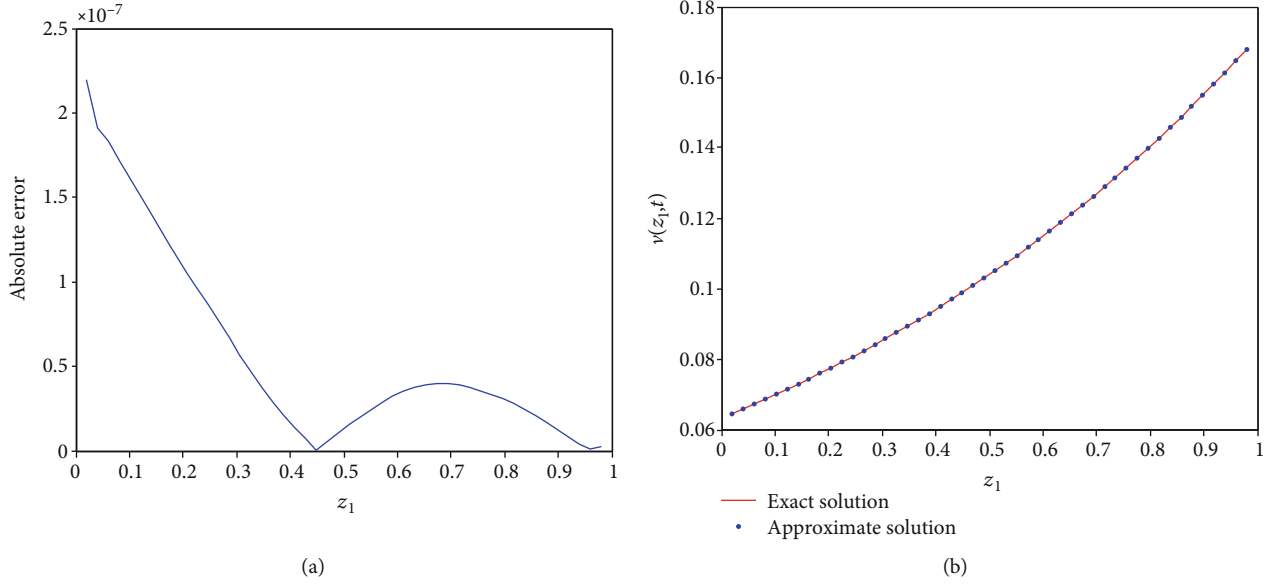 ×10⁻⁷
2.5
2
1.5
1
0.5
0
0 0.1 0.2 0.3 0.4 0.5 0.6 0.7 0.8 0.9 1
Absolute error
z₁
(a)
0.18
0.16
0.14
0.12
0.1
0.08
0.06
0 0.1 0.2 0.3 0.4 0.5 0.6 0.7 0.8 0.9 1
v(z₁,t)
z₁
Exact solution
Approximate solution
(b)